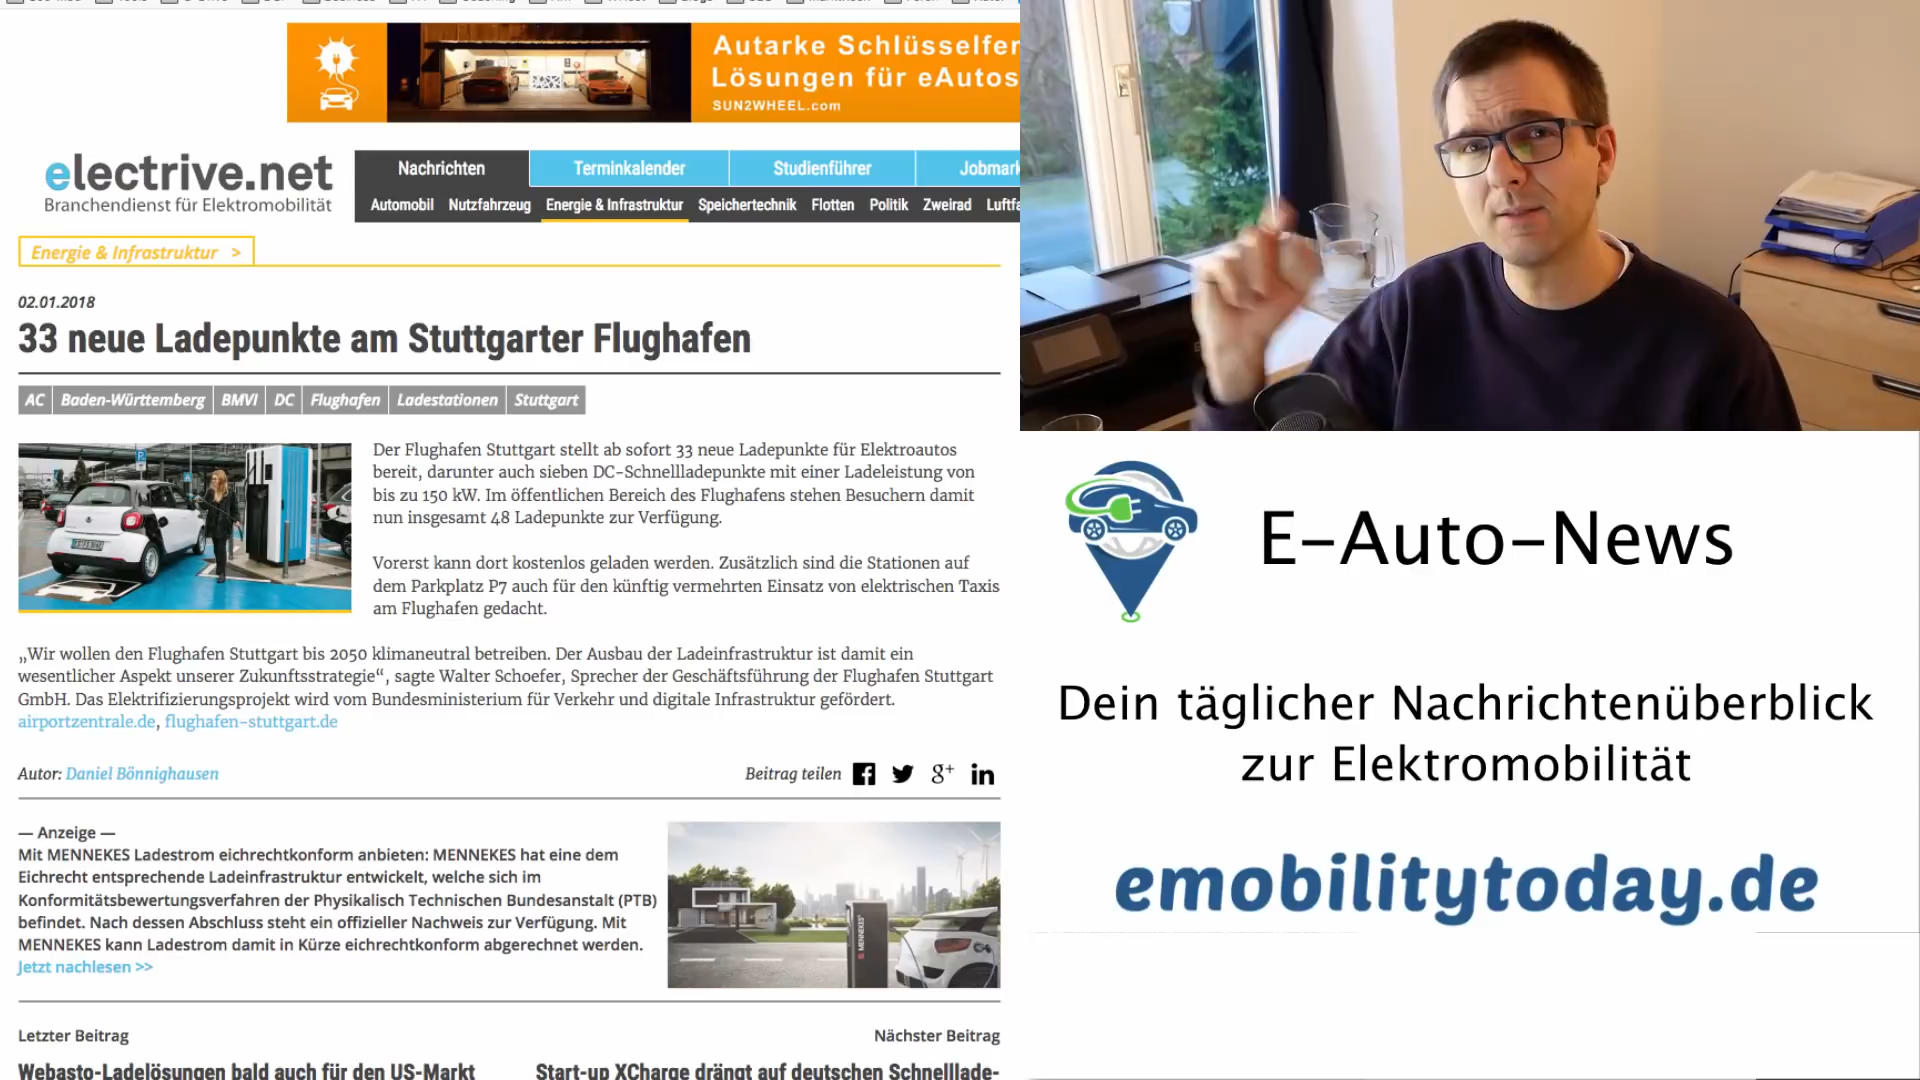 Autarke Schlüsselfer
Lösungen für eAutos
SUN2WHEEL.com
electrive.net
Branchendienst für Elektromobilität
Nachrichten
Terminkalender
Studienführer
Jobmark
Automobil
Nutzfahrzeug
Energie & Infrastruktur
Speichertechnik
Flotten
Politik
Zweirad
Luftfa
Energie & Infrastruktur >
02.01.2018
33 neue Ladepunkte am Stuttgarter Flughafen
AC
Baden-Württemberg
BMVI
DC
Flughafen
Ladestationen
Stuttgart
Der Flughafen Stuttgart stellt ab sofort 33 neue Ladepunkte für Elektroautos
bereit, darunter auch sieben DC-Schnellladepunkte mit einer Ladeleistung von
bis zu 150 kW. Im öffentlichen Bereich des Flughafens stehen Besuchern damit
nun insgesamt 48 Ladepunkte zur Verfügung.
Vorerst kann dort kostenlos geladen werden. Zusätzlich sind die Stationen auf
dem Parkplatz P7 auch für den künftig vermehrten Einsatz von elektrischen Taxis
am Flughafen gedacht.
„Wir wollen den Flughafen Stuttgart bis 2050 klimaneutral betreiben. Der Ausbau der Ladeinfrastruktur ist damit ein
wesentlicher Aspekt unserer Zukunftsstrategie“, sagte Walter Schoefer, Sprecher der Geschäftsführung der Flughafen Stuttgart
GmbH. Das Elektrifizierungsprojekt wird vom Bundesministerium für Verkehr und digitale Infrastruktur gefördert.
airportzentrale.de, flughafen-stuttgart.de
Autor: Daniel Bönnighausen
Beitrag teilen
— Anzeige —
Mit MENNEKES Ladestrom eichrechtkonform anbieten: MENNEKES hat eine dem
Eichrecht entsprechende Ladeinfrastruktur entwickelt, welche sich im
Konformitätsbewertungsverfahren der Physikalisch Technischen Bundesanstalt (PTB)
befindet. Nach dessen Abschluss steht ein offizieller Nachweis zur Verfügung. Mit
MENNEKES kann Ladestrom damit in Kürze eichrechtkonform abgerechnet werden.
Jetzt nachlesen >>
MENNEKES
Letzter Beitrag
Nächster Beitrag
Webasto-Ladelösungen bald auch für den US-Markt
Start-up XCharge drängt auf deutschen Schnelllade-
E-Auto-News
Dein täglicher Nachrichtenüberblick
zur Elektromobilität
emobilitytoday.de